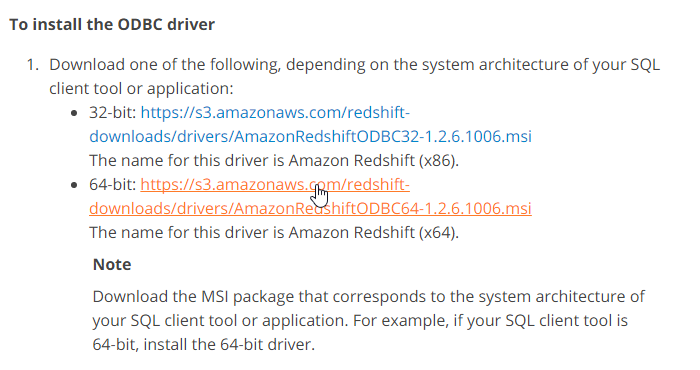 To install the ODBC driver
1. Download one of the following, depending on the system architecture of your SQL
client tool or application:
• 32-bit: https://s3.amazonaws.com/redshift-
downloads/drivers/AmazonRedshiftODBC32-1.2.6.1006.msi
The name for this driver is Amazon Redshift (x86).
• 64-bit: https://s3.amazonaws.com/redshift-
downloads/drivers/AmazonRedshiftODBC64-1.2.6.1006.msi
The name for this driver is Amazon Redshift (x64).
Note
Download the MSI package that corresponds to the system architecture of
your SQL client tool or application. For example, if your SQL client tool is
64-bit, install the 64-bit driver.